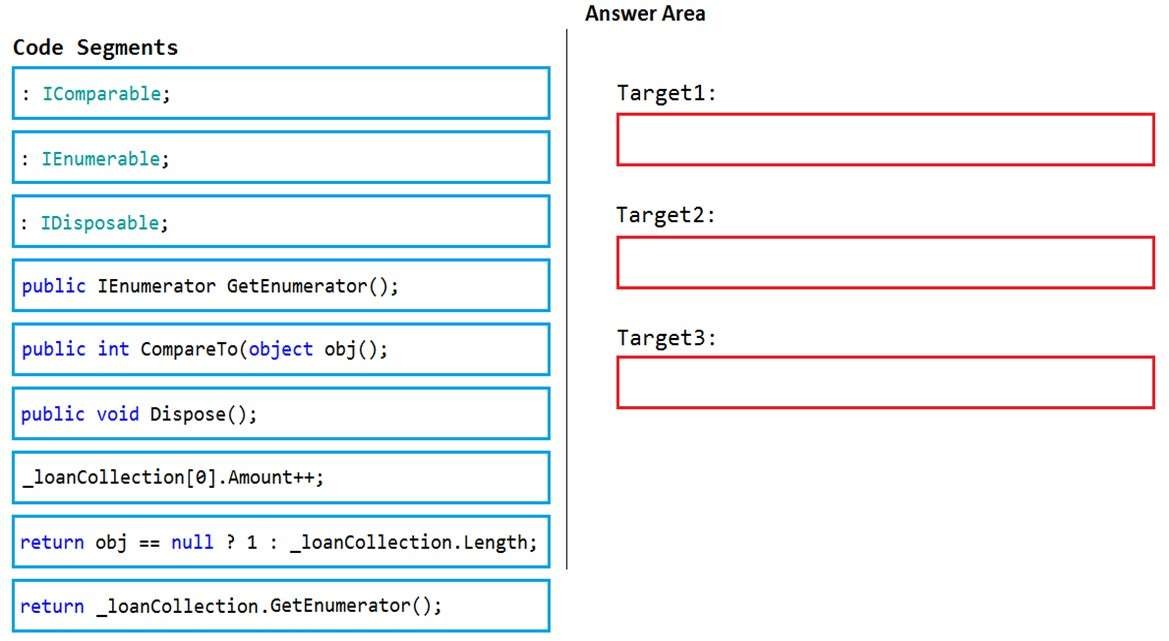 Answer Area
Code Segments
: IComparable;
: IEnumerable;
: IDisposable;
public IEnumerator GetEnumerator();
public int CompareTo(object obj();
public void Dispose();
_loanCollection[0].Amount++;
return obj == null ? 1 : _loanCollection.Length;
return _loanCollection.GetEnumerator();
Target1:
Target2:
Target3: